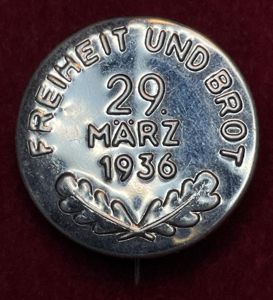 FREIHEIT UND BROT
29.
MÄRZ
1936